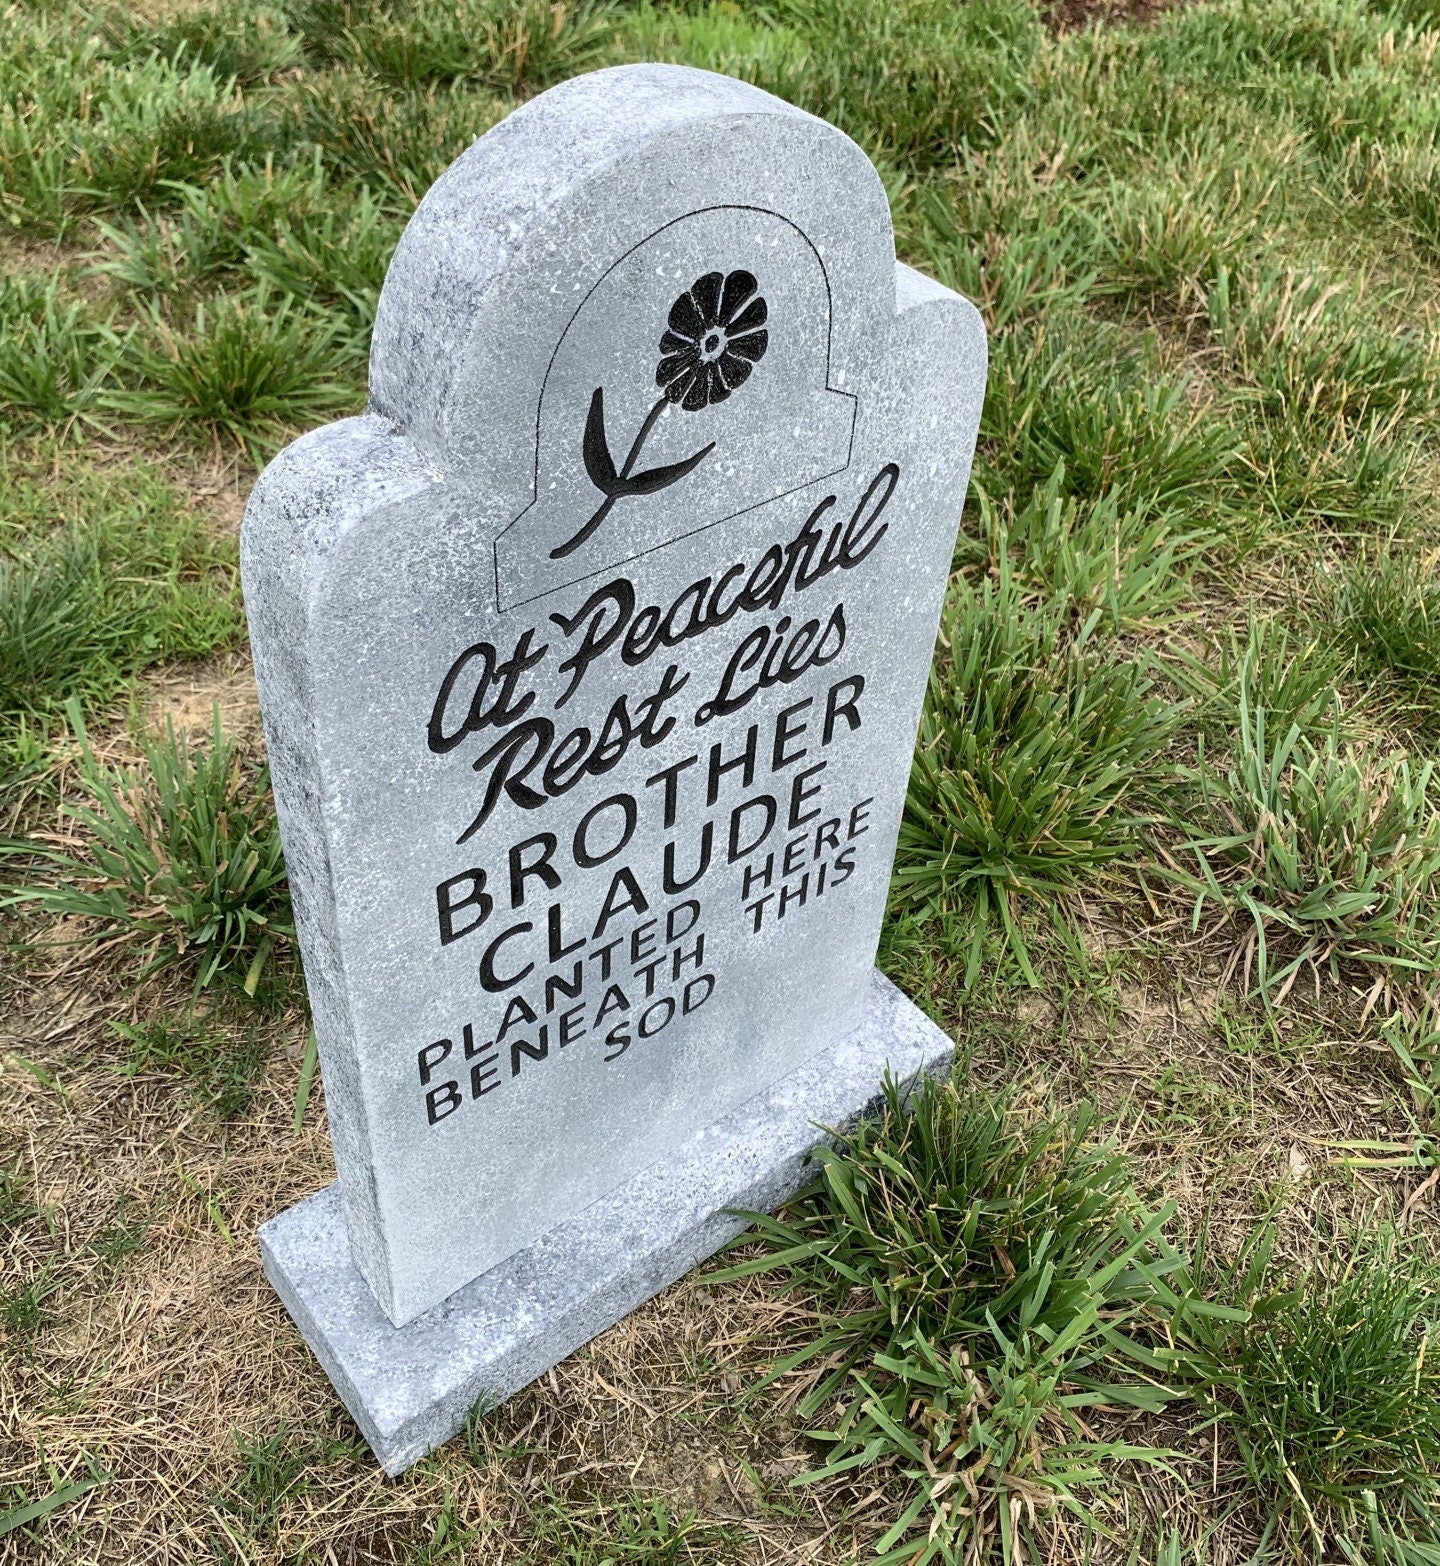 At Peaceful
Rest Lies
BROTHER
CLAUDE
PLANTED HERE
BENEATH THIS
SOD